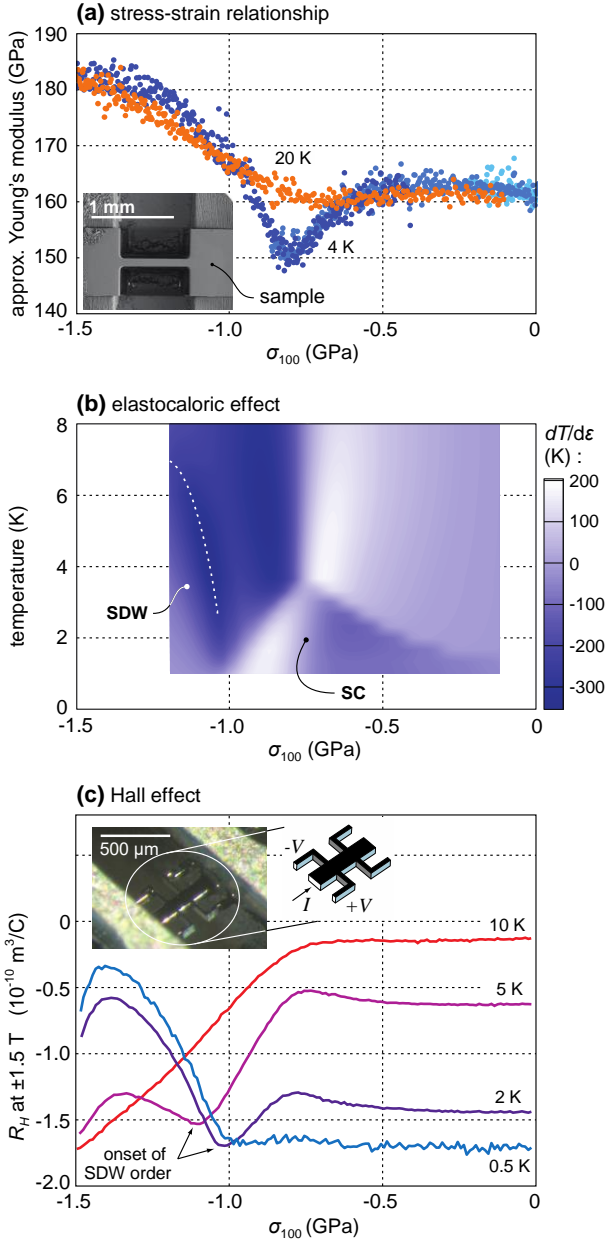 (a) stress-strain relationship
approx. Young's modulus (GPa)
190
180
170
160
150
140
20 K
4 K
1 mm
sample
-1.5
-1.0
-0.5
0
σ100 (GPa)
(b) elastocaloric effect
temperature (K)
8
6
4
2
0
SDW
SC
-1.5
-1.0
-0.5
0
σ100 (GPa)
dT/dε
(K) :
200
100
0
-100
-200
-300
(c) Hall effect
500 µm
-V
I
+V
RH at ±1.5 T (10-10 m3/C)
0
-0.5
-1.0
-1.5
-2.0
10 K
5 K
2 K
0.5 K
onset of
SDW order
-1.5
-1.0
-0.5
0
σ100 (GPa)